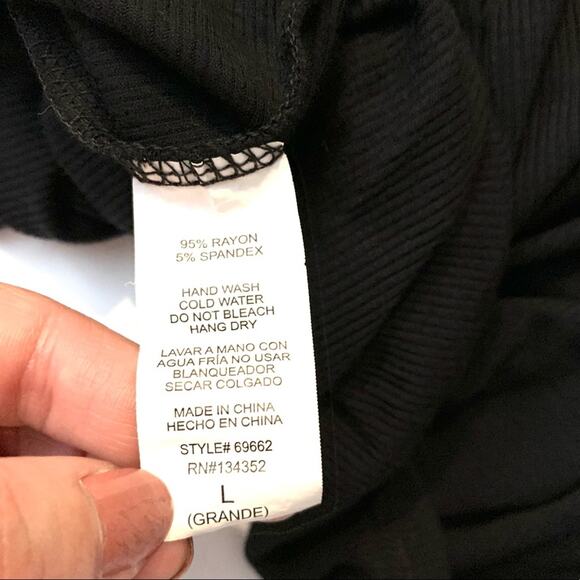 95% RAYON
5% SPANDEX
HAND WASH
COLD WATER
DO NOT BLEACH
HANG DRY
LAVAR A MANO CON
AGUA FRÍA NO USAR
BLANQUEADOR
SECAR COLGADO
MADE IN CHINA
HECHO EN CHINA
STYLE# 69662
RN#134352
L
(GRANDE)